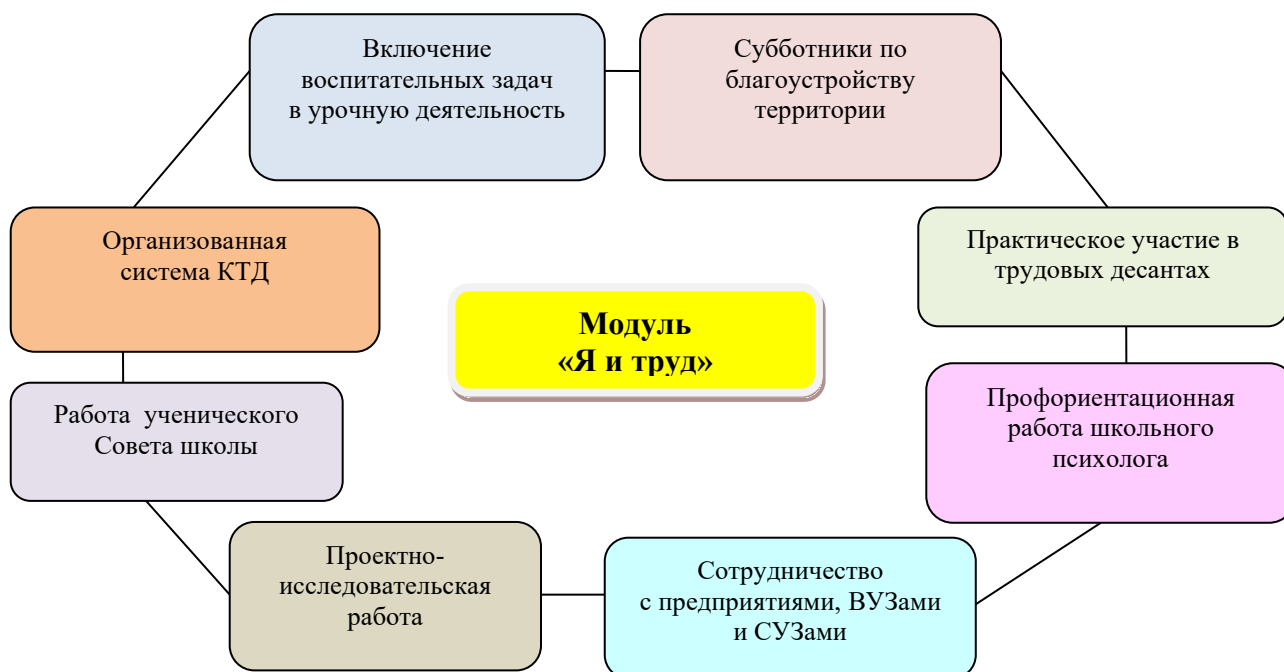 Включение
воспитательных задач
в урочную деятельность
Субботники по
благоустройству
территории
Организованная
система КТД
Практическое участие в
трудовых десантах
Модуль
«Я и труд»
Работа ученического
Совета школы
Профориентационная
работа школьного
психолога
Проектно-
исследовательская
работа
Сотрудничество
с предприятиями, ВУЗами
и СУЗами